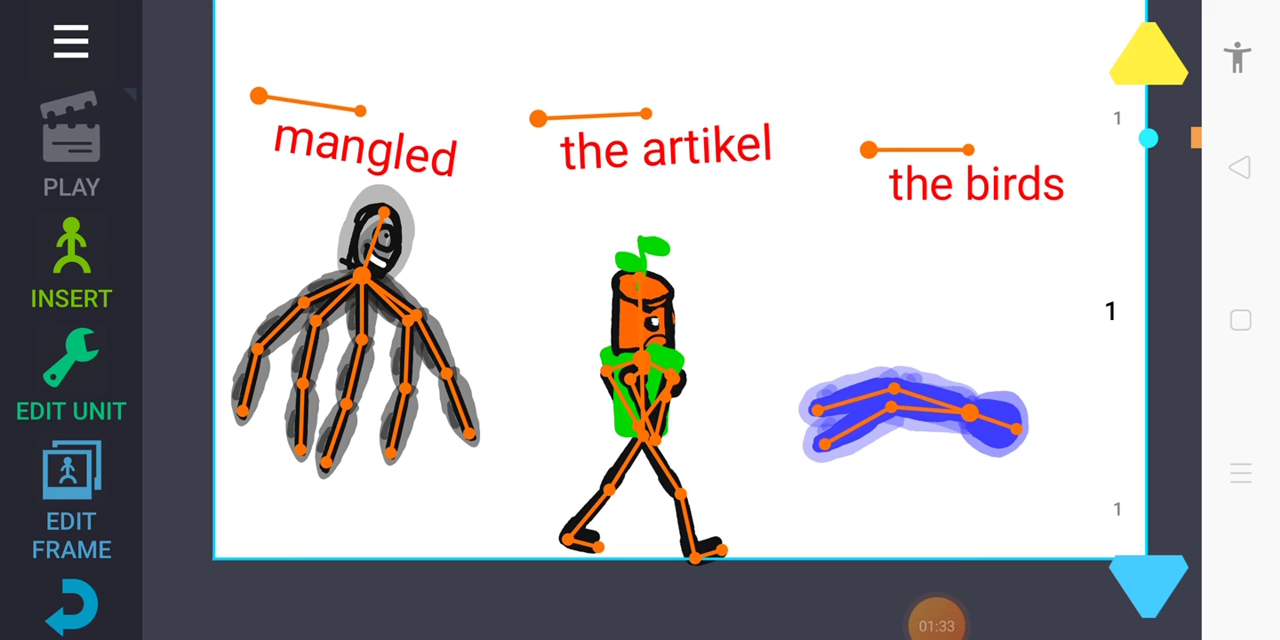 PLAY
INSERT
EDIT UNIT
EDIT
FRAME
mangled
the artikel
the birds
1
1
1
01:33